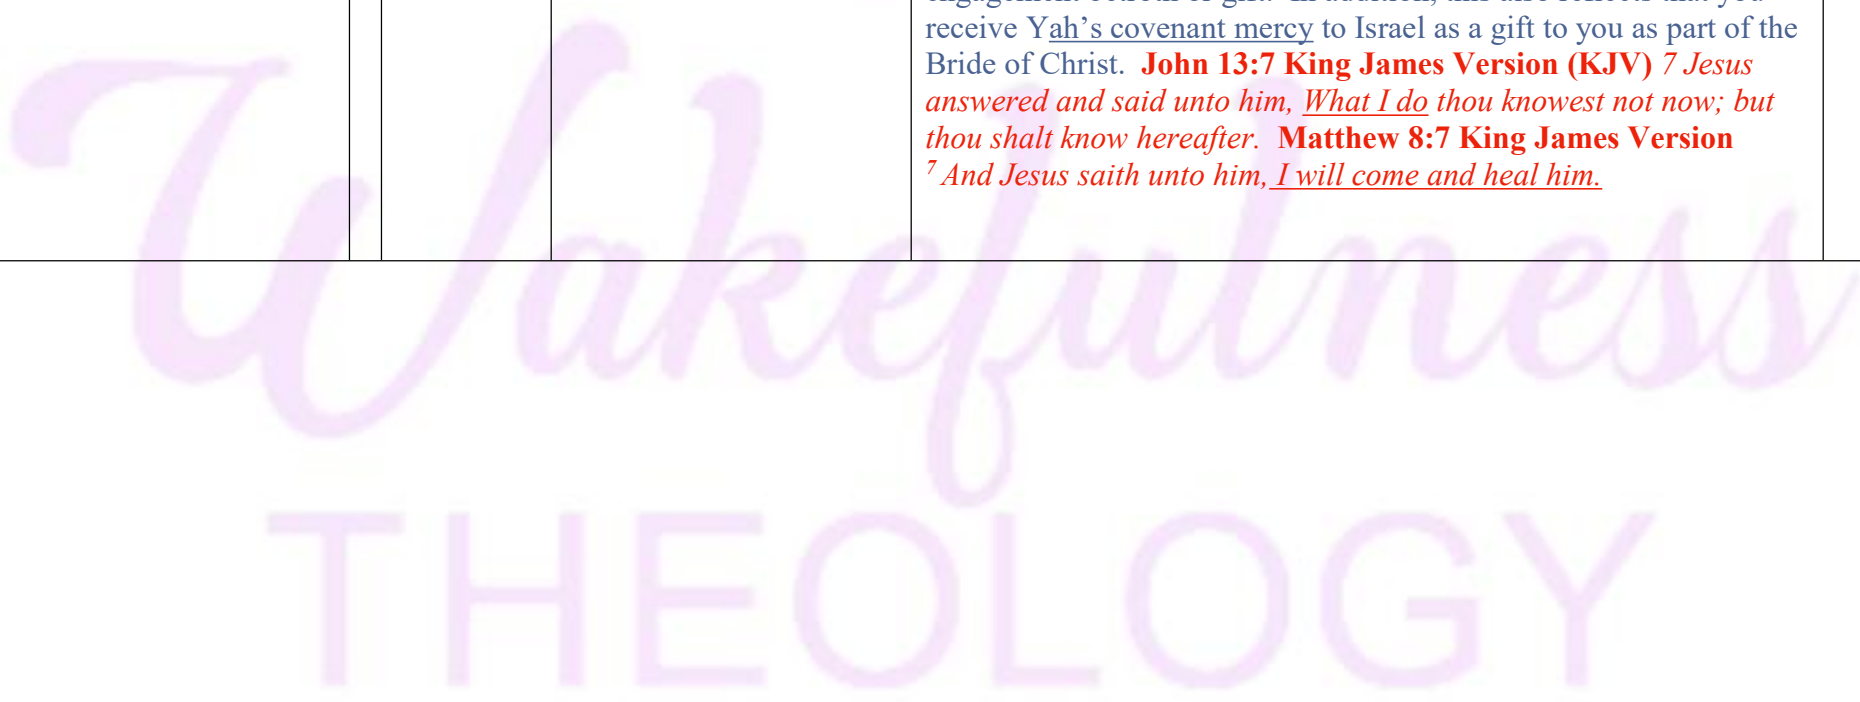 receive Yah’s covenant mercy to Israel as a gift to you as part of the
Bride of Christ.  John 13:7 King James Version (KJV) 7 Jesus
answered and said unto him, What I do thou knowest not now; but
thou shalt know hereafter.  Matthew 8:7 King James Version
7 And Jesus saith unto him, I will come and heal him.
Wakefulness
THEOLOGY